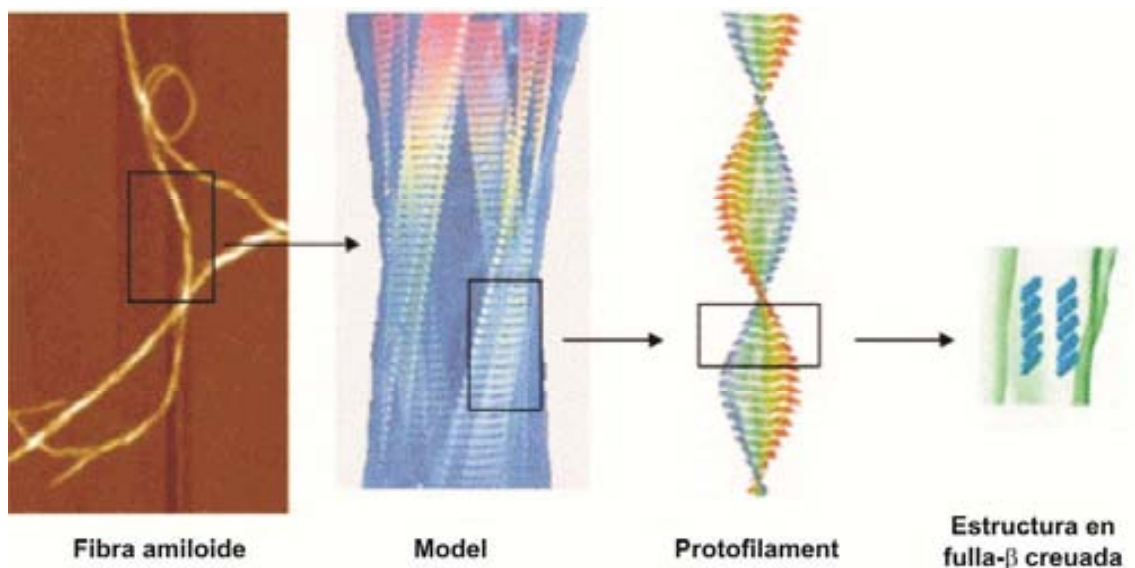 Fibra amiloide
Model
Protofilament
Estructura en
fulla-β creuada